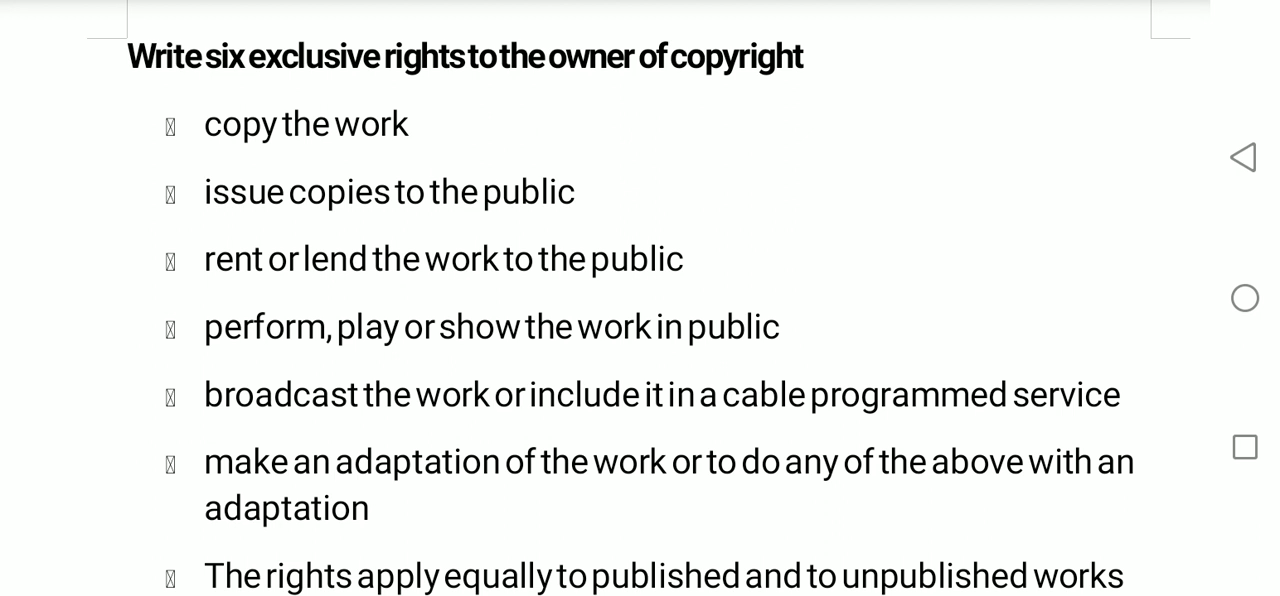 Write six exclusive rights to the owner of copyright
copy the work
issue copies to the public
rent or lend the work to the public
perform, play or show the work in public
broadcast the work or include it in a cable programmed service
make an adaptation of the work or to do any of the above with an
adaptation
The rights apply equally to published and to unpublished works